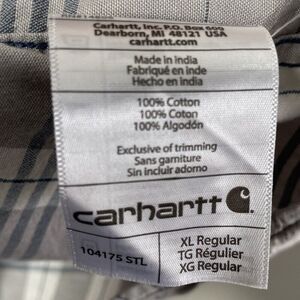 Carhartt, Inc. P.O. Box 600
Dearborn, MI 48121 USA
carhartt.com
Made in India
Fabriqué en inde
Hecho en india
100% Cotton
100% Coton
100% Algodón
Exclusive of trimming
Sans garniture
Sin incluir adorno
carhartt
104175 STL
XL Regular
TG Régulier
XG Regular